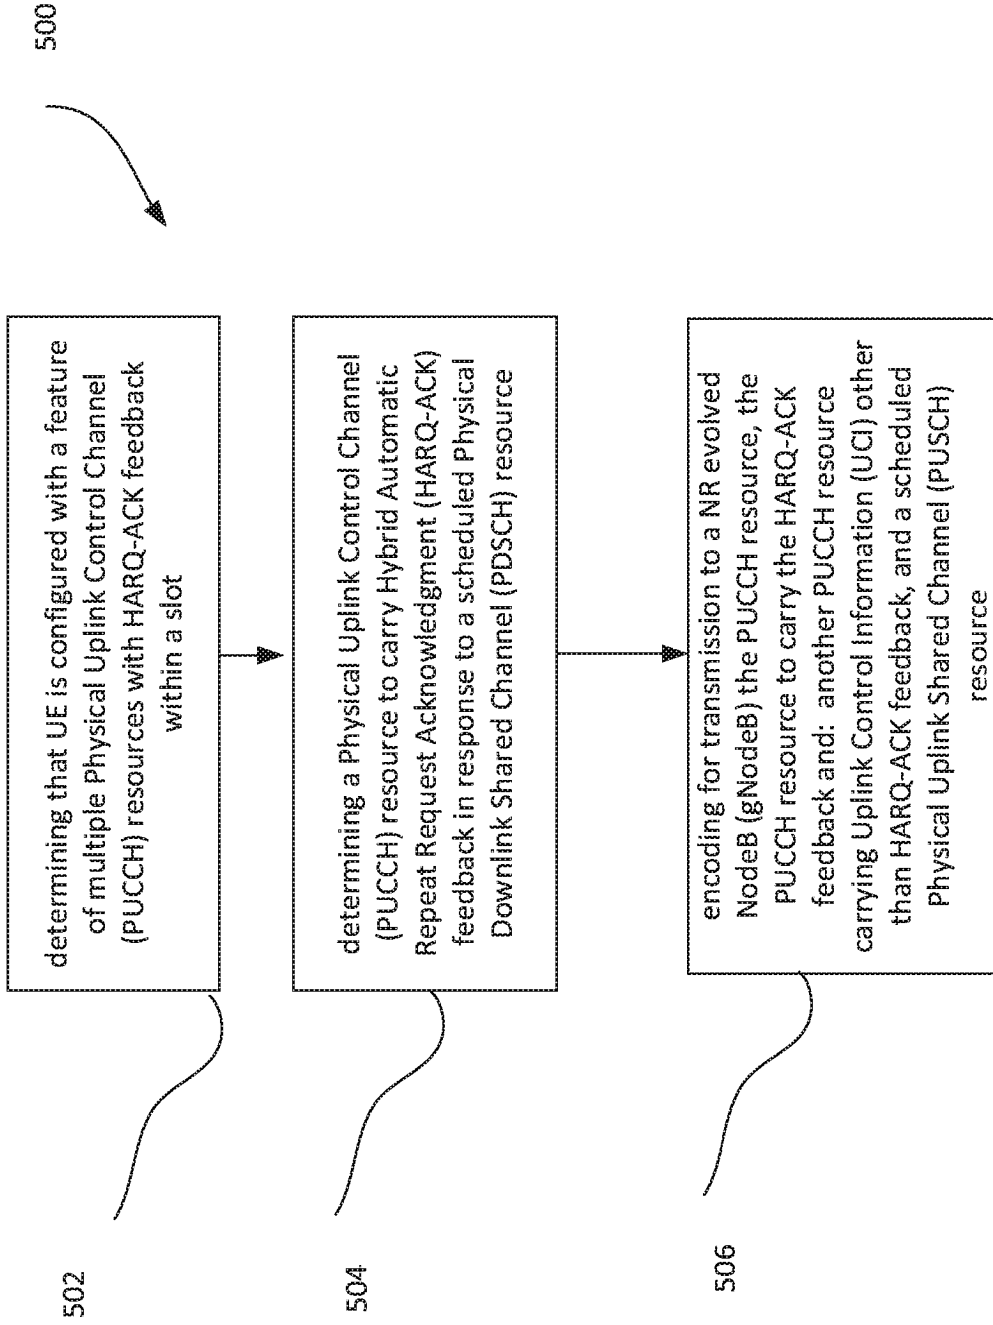 500
502
determining that UE is configured with a feature
of multiple Physical Uplink Control Channel
(PUCCH) resources with HARQ-ACK feedback
within a slot
504
determining a Physical Uplink Control Channel
(PUCCH) resource to carry Hybrid Automatic
Repeat Request Acknowledgment (HARQ-ACK)
feedback in response to a scheduled Physical
Downlink Shared Channel (PDSCH) resource
506
encoding for transmission to a NR evolved
NodeB (gNodeB) the PUCCH resource, the
PUCCH resource to carry the HARQ-ACK
feedback and: another PUCCH resource
carrying Uplink Control Information (UCI) other
than HARQ-ACK feedback, and a scheduled
Physical Uplink Shared Channel (PUSCH)
resource